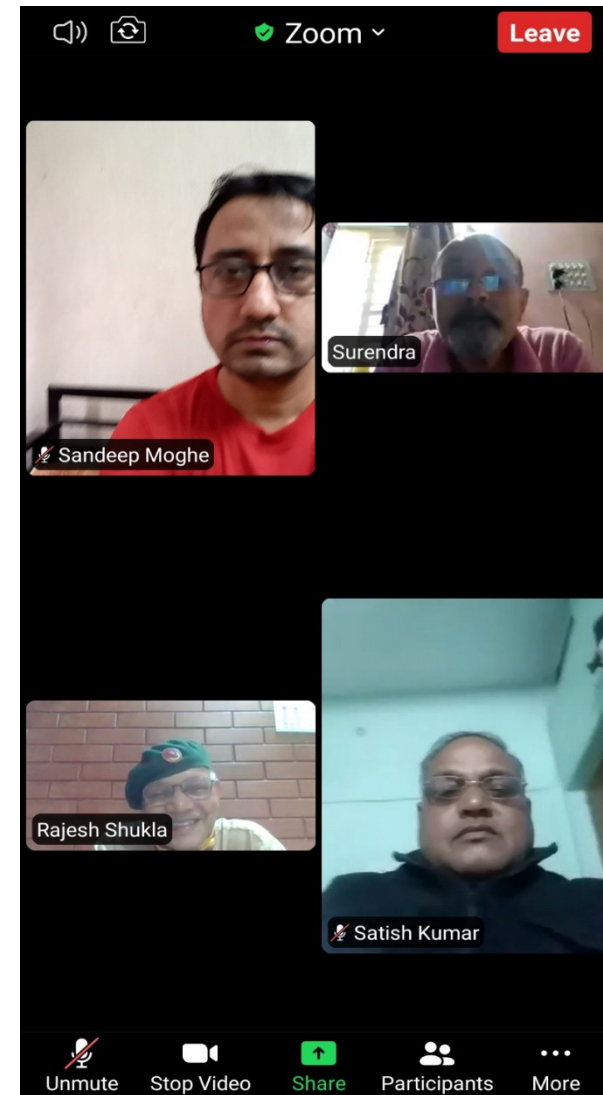 Zoom
Leave
Surendra
Sandeep Moghe
Rajesh Shukla
Satish Kumar
Unmute Stop Video Share Participants More